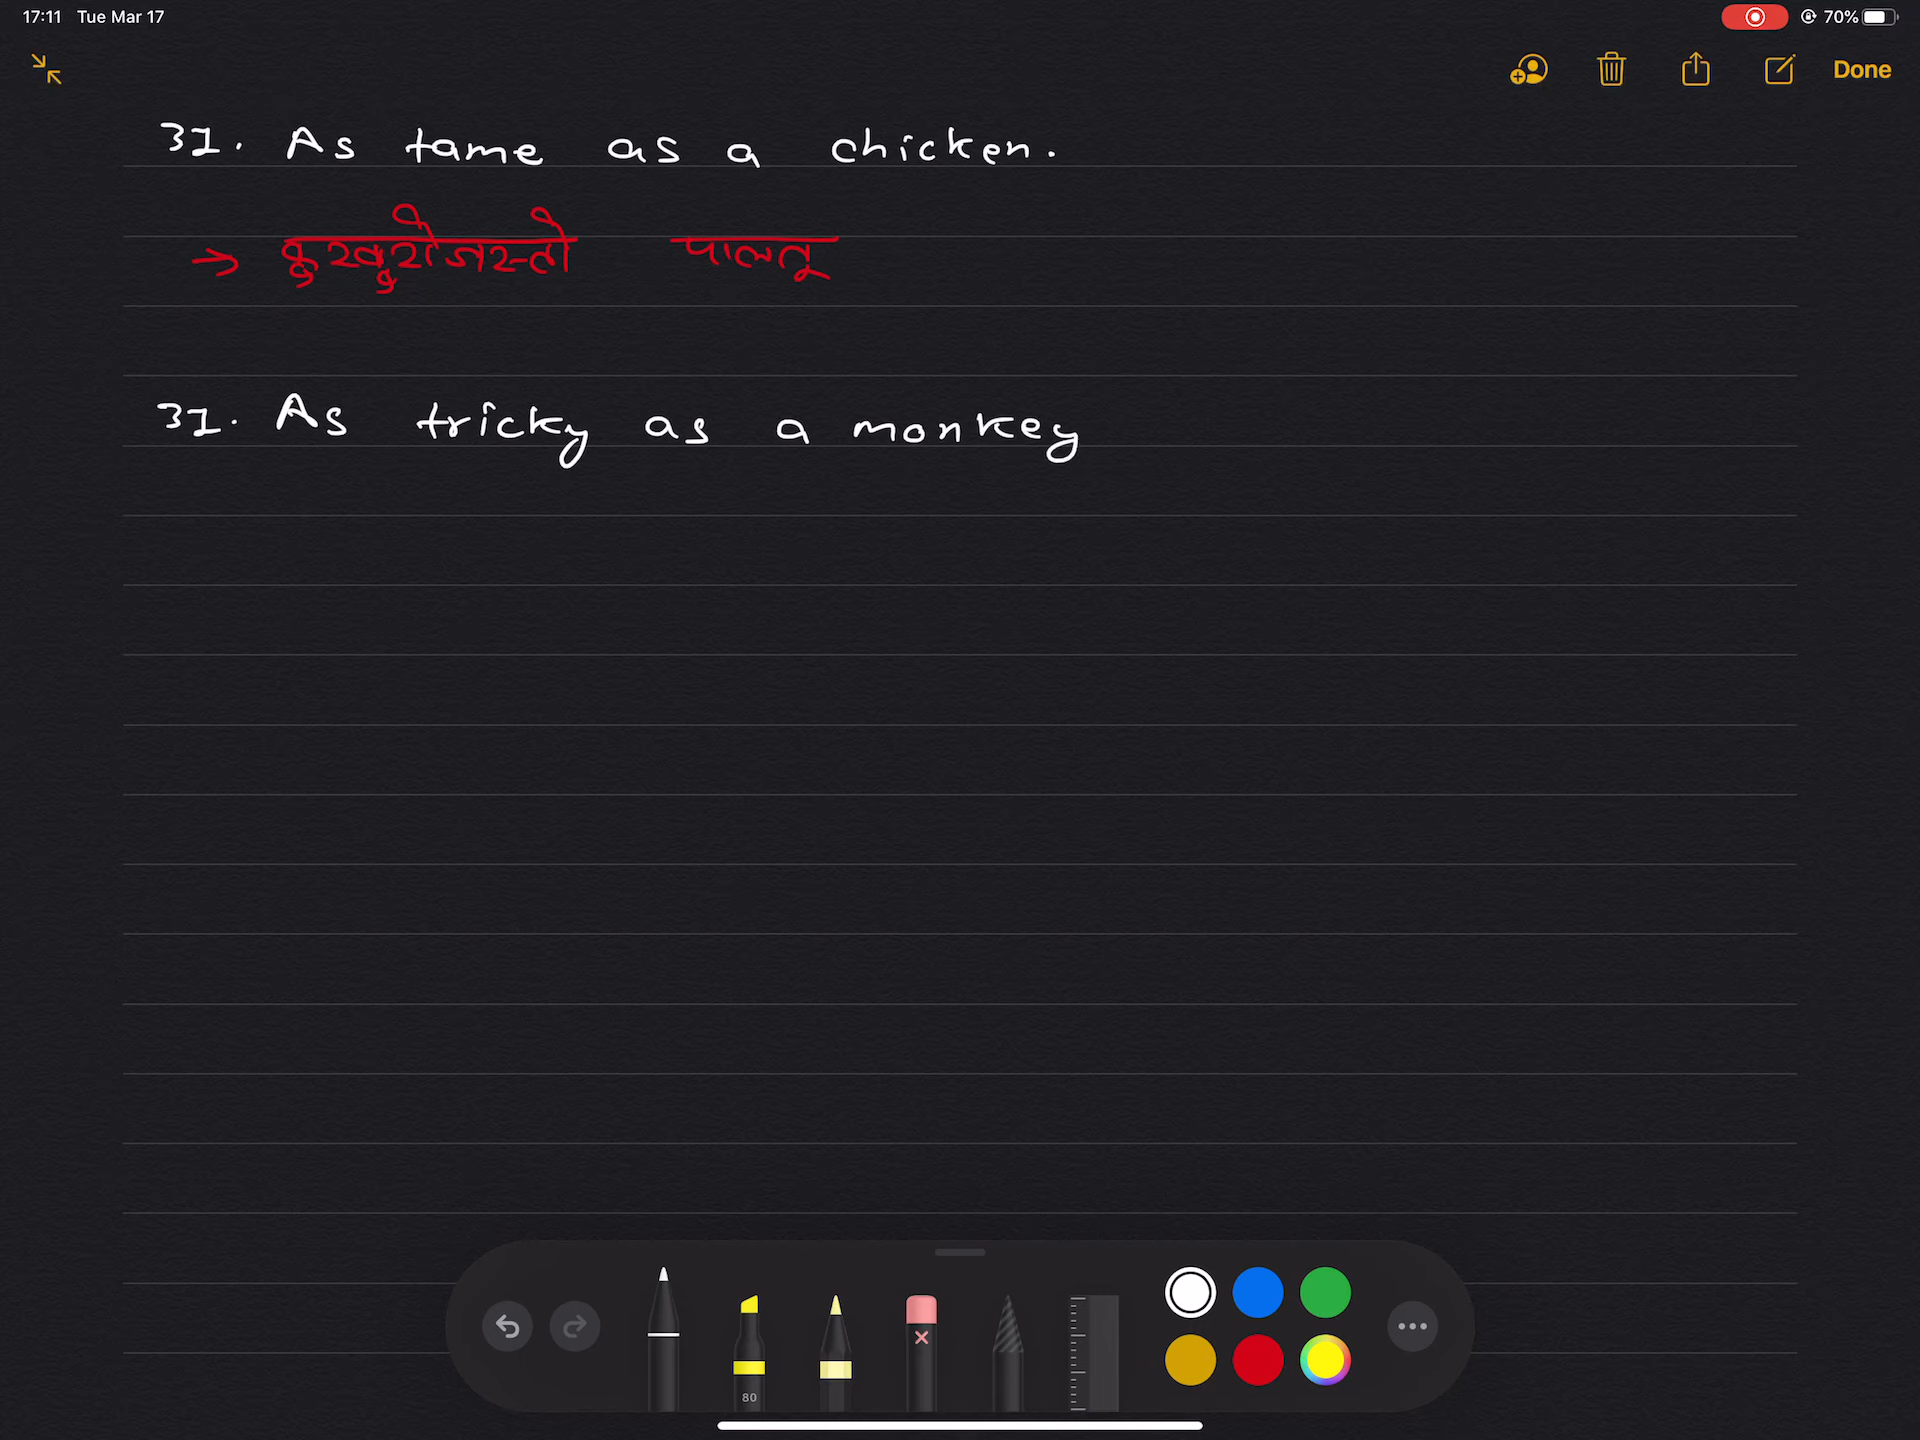 17:11 Tue Mar 17
70%
Done
31. As tame as a chicken.
→ कुखुरीजस्तो पाल्तू
31. As tricky as a monkey
80